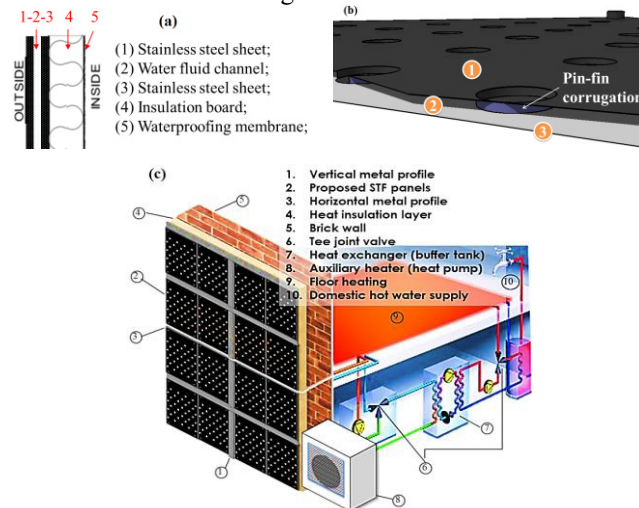 1-2-3 4 5
(a)
(1) Stainless steel sheet;
(2) Water fluid channel;
(3) Stainless steel sheet;
(4) Insulation board;
(5) Waterproofing membrane;
OUTSIDE
INSIDE
(b)
1
Pin-fin
corrugation
2
3
(c)
1. Vertical metal profile
2. Proposed STF panels
3. Horizontal metal profile
4. Heat insulation layer
5. Brick wall
6. Tee joint valve
7. Heat exchanger (buffer tank)
8. Auxiliary heater (heat pump)
9. Floor heating
10. Domestic hot water supply
5
4
2
3
1
9
10
6
7
8